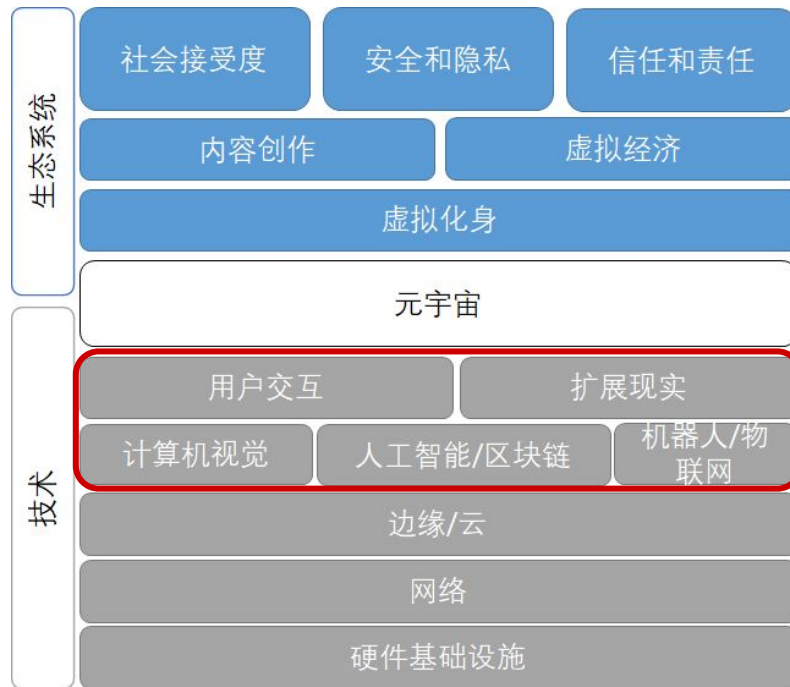 生态系统
社会接受度
安全和隐私
信任和责任
内容创作
虚拟经济
虚拟化身
元宇宙
技术
用户交互
扩展现实
计算机视觉
人工智能/区块链
机器人/物
联网
边缘/云
网络
硬件基础设施